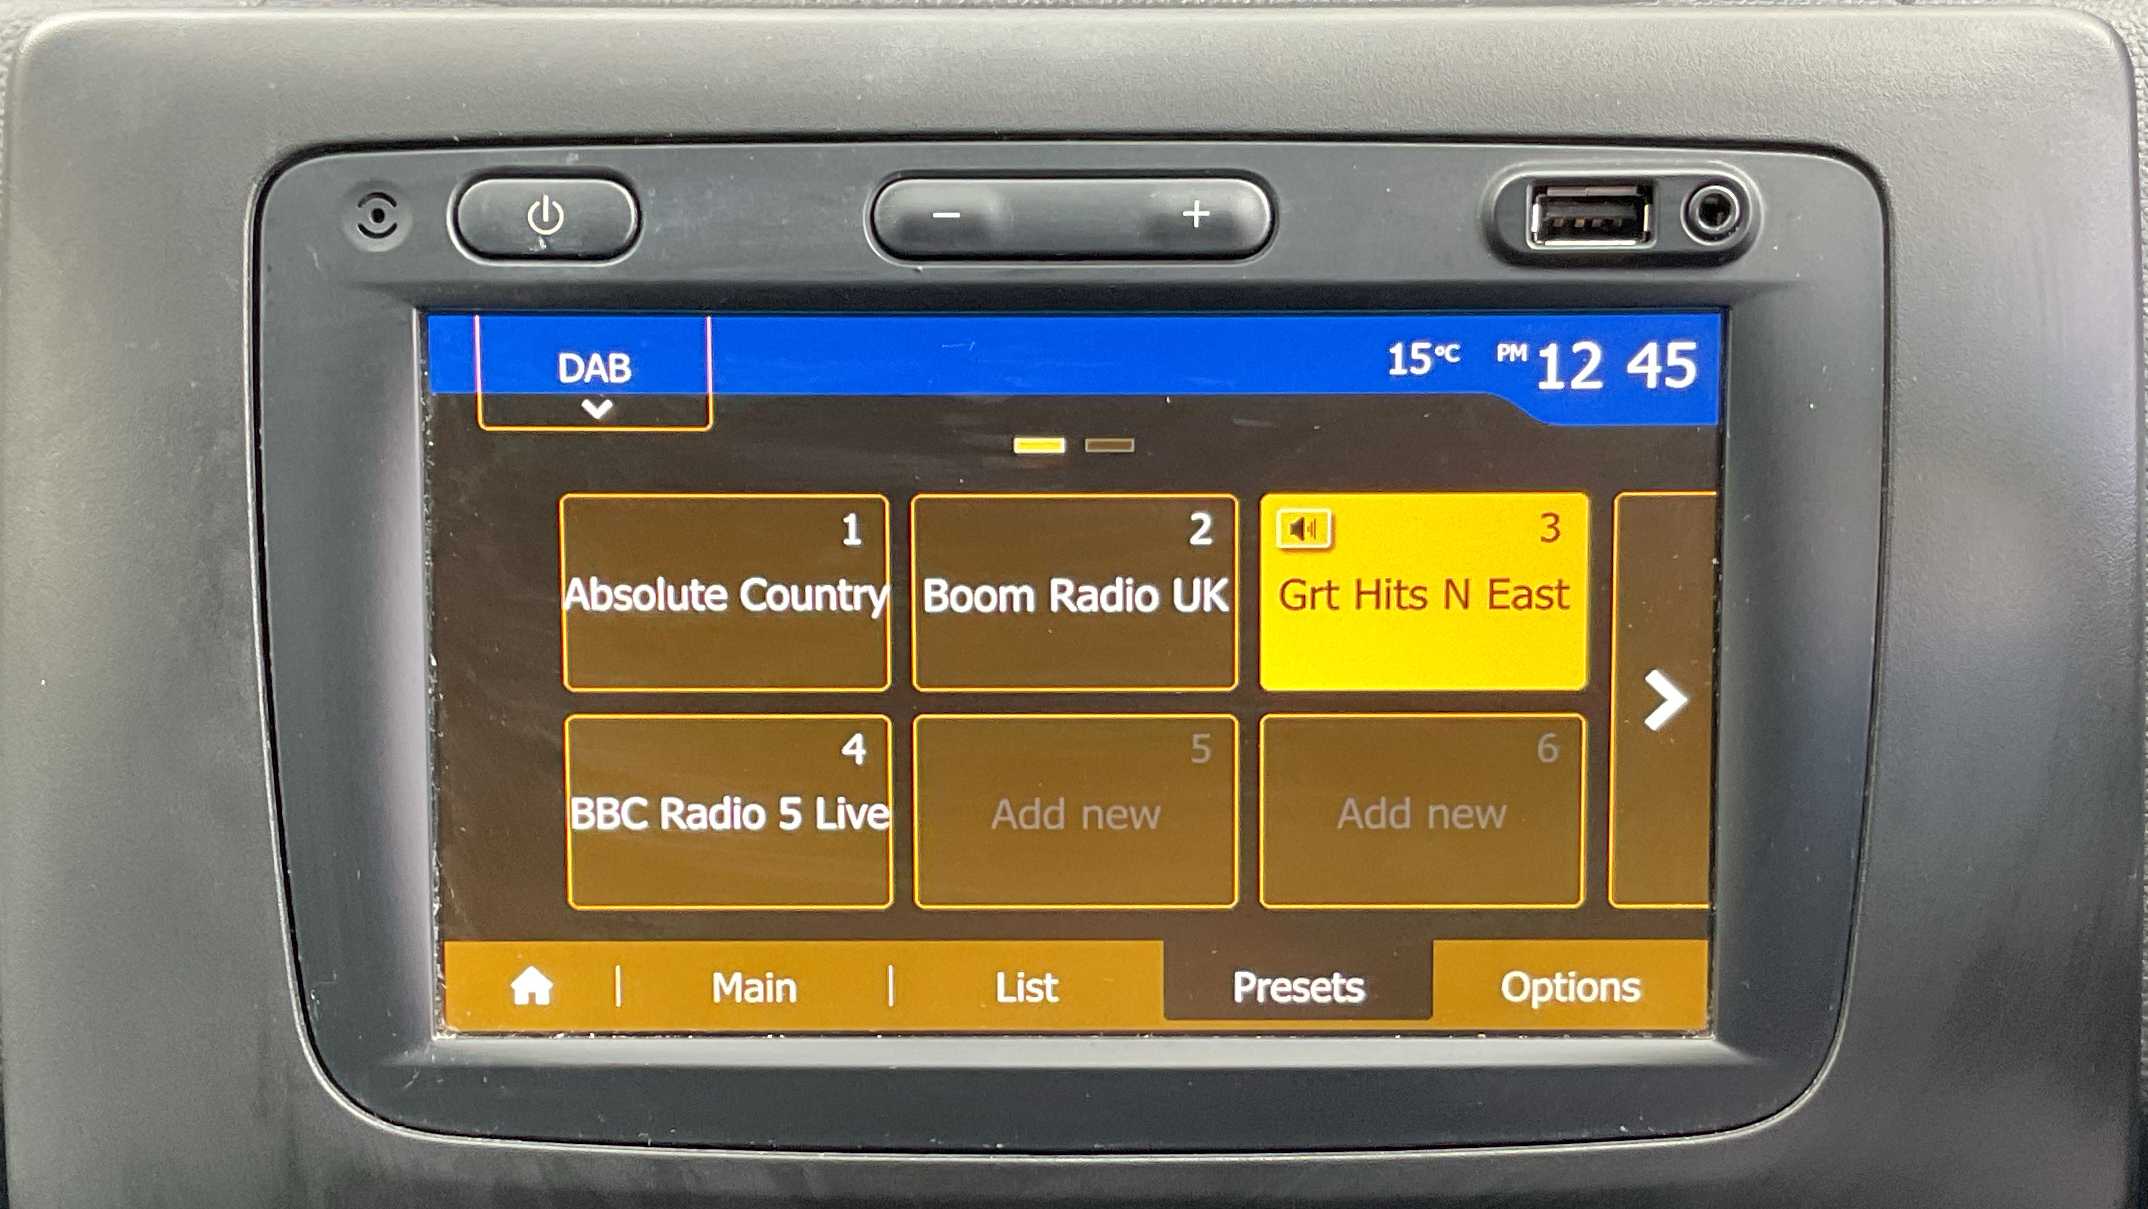 DAB
15°C PM 12 45
1
Absolute Country
2
Boom Radio UK
3
Grt Hits N East
4
BBC Radio 5 Live
5
Add new
6
Add new
Main | List Presets Options